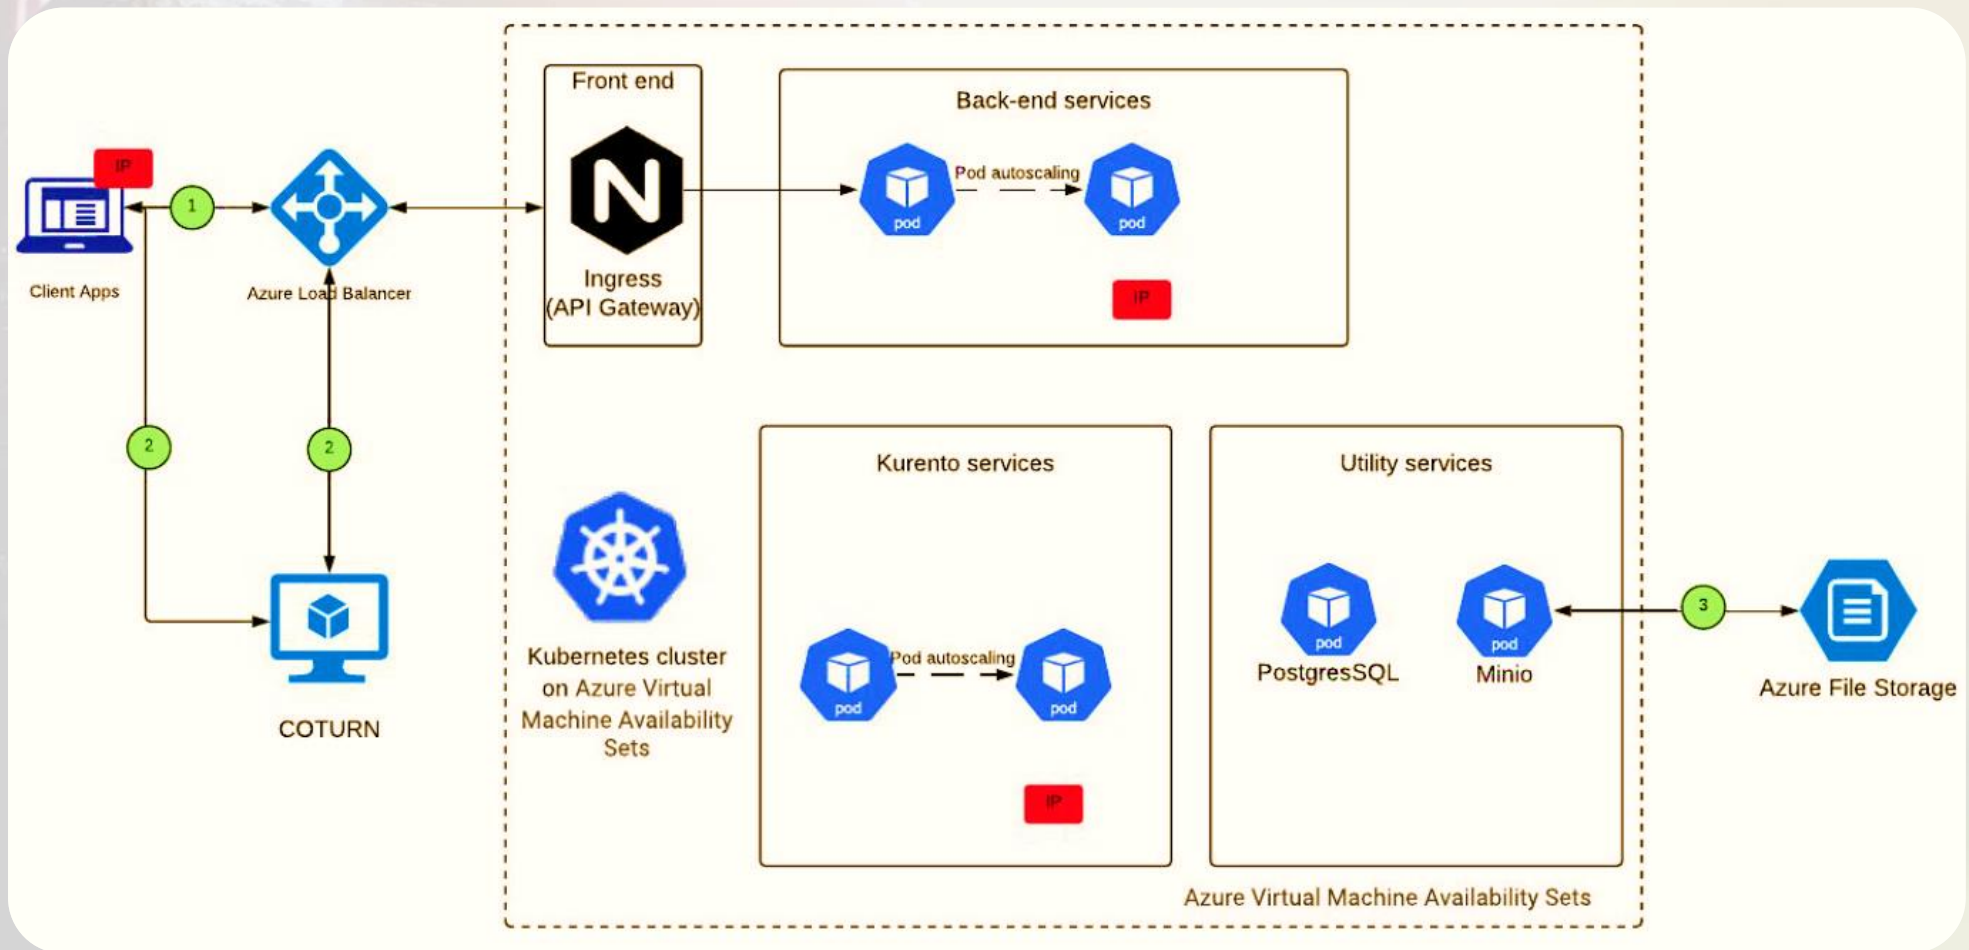 Front end
Back-end services
IP
1
Pod autoscaling
pod
pod
N
Client Apps
Azure Load Balancer
Ingress
(API Gateway)
IP
2
2
Kurento services
Utility services
3
Kubernetes cluster
on Azure Virtual
Machine Availability
Sets
Pod autoscaling
pod
pod
pod
PostgresSQL
pod
Minio
Azure File Storage
COTURN
IP
Azure Virtual Machine Availability Sets